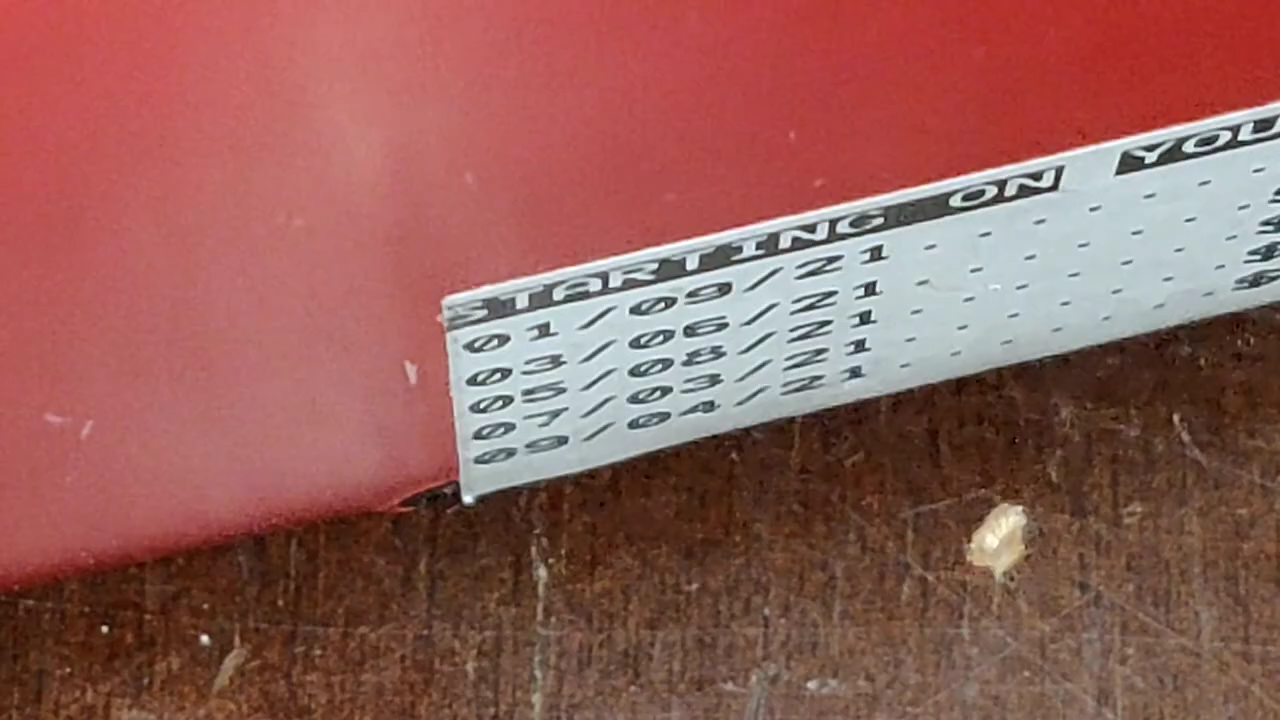 STARTING ON YOU
01/09/21 - - - - - - - $
03/06/21 - - - - - - - $
05/08/21 - - - - - - - $
07/03/21 - - - - - - - $
09/04/21 -